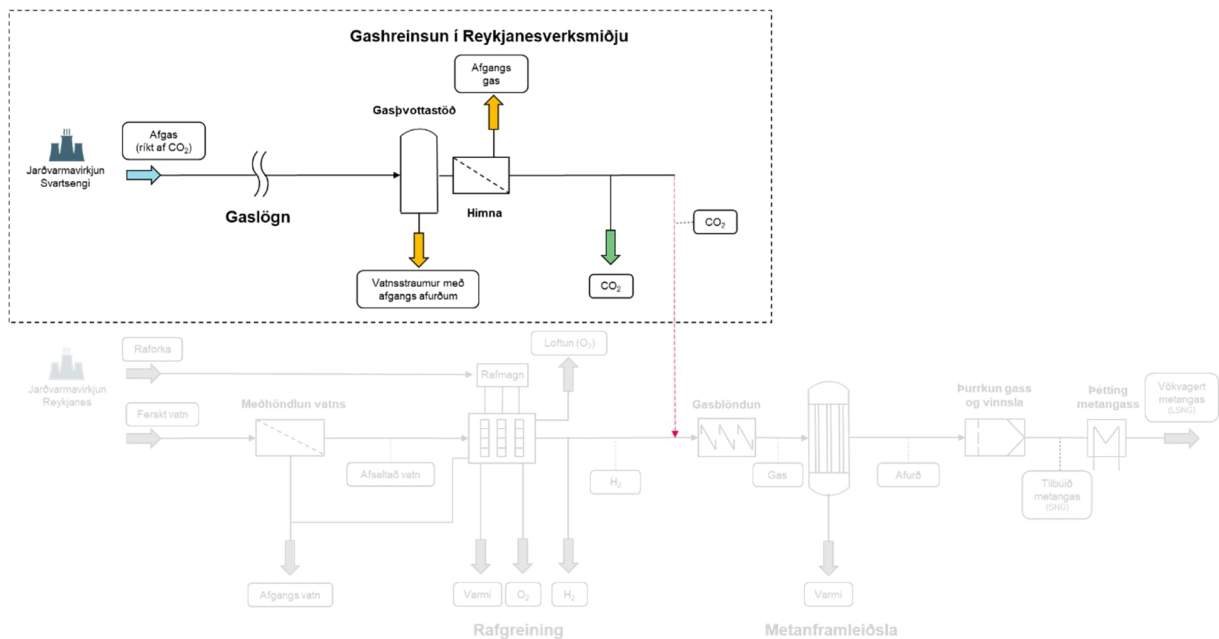 Gashreinsun í Reykjanesverksmiðju
Afgangs
gas
Gasþvottastöð
Afgas
(ríkt af CO₂)
Jarðvarmavirkjun
Svartsengi
Gaslögn
Himna
CO₂
Vatnsstraumur með
afgangs afurðum
CO₂
Raforka
Loftun (O₂)
Jarðvarmavirkjun
Reykjanes
Rafmagn
Ferskt vatn
Meðhöndlun vatns
Gasblöndun
Þurrkun gass
og vinnsla
Þétting
metangass
Vökvagert
metangas
(LSNG)
Afsaltað vatn
H₂
Gas
Afurð
Tilbúið
metangas
(SNG)
Afgangs vatn
Varmi
O₂
H₂
Varmi
Rafgreining
Metanframleiðsla